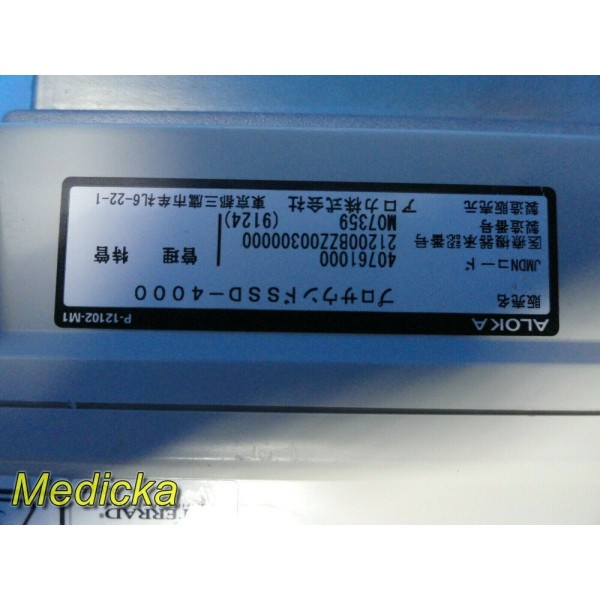 ALOKA P-12102-M1
販売名 プロサウンドSSD-4000
JMDNコード 40761000 管理 特管
医療機器承認番号 21200BZZ00300000
製造番号 M07359 (9124)
製造販売元 アロカ株式会社 東京都三鷹市牟礼6-22-1
Medicka
ERRAD®